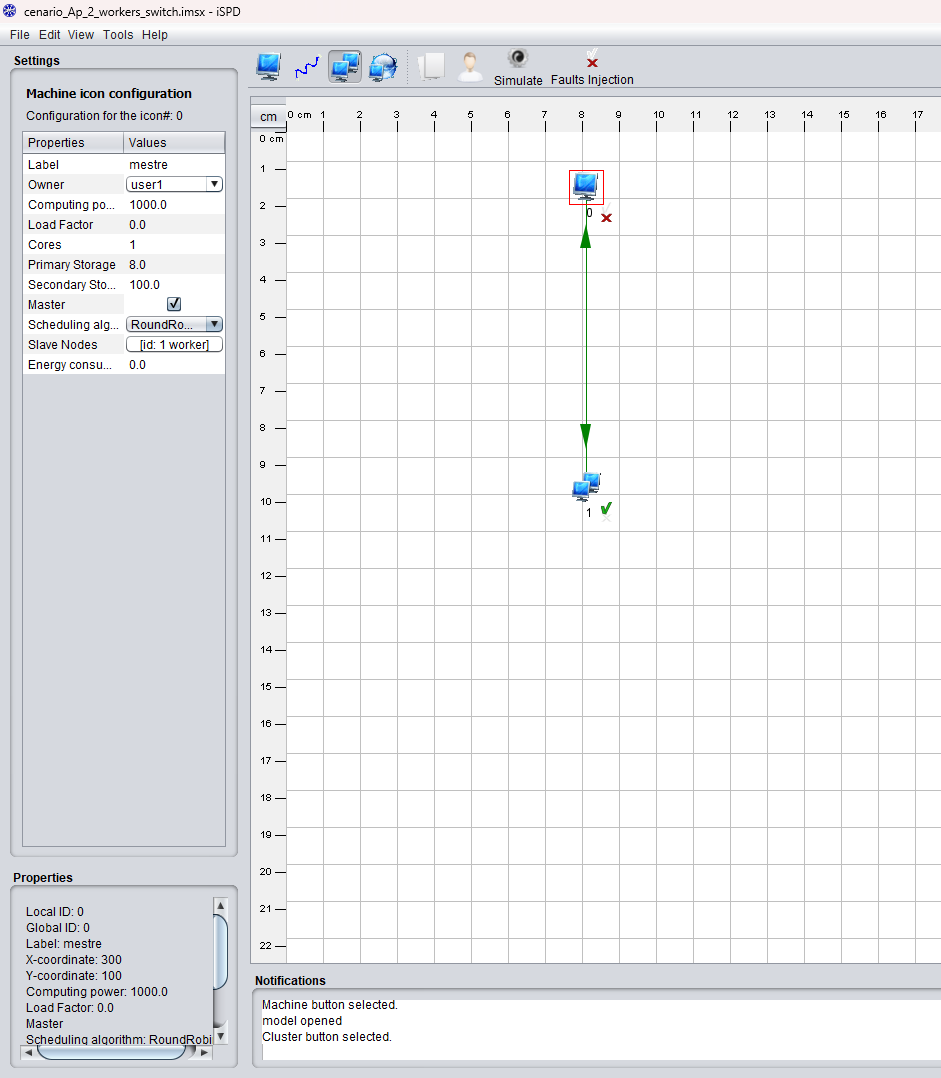 cenario_Ap_2_workers_switch.imsx - iSPD
File Edit View Tools Help
Settings
Machine icon configuration
Configuration for the icon#: 0
Properties Values
Label mestre
Owner user1
Computing po... 1000.0
Load Factor 0.0
Cores 1
Primary Storage 8.0
Secondary Sto... 100.0
Master
Scheduling alg... RoundRo...
Slave Nodes [id: 1 worker]
Energy consu... 0.0
Properties
Local ID: 0
Global ID: 0
Label: mestre
X-coordinate: 300
Y-coordinate: 100
Computing power: 1000.0
Load Factor: 0.0
Master
Scheduling algorithm: RoundRobi
Simulate Faults Injection
cm 0 cm 1 2 3 4 5 6 7 8 9 10 11 12 13 14 15 16 17
0 cm
1
2
3
4
5
6
7
8
9
10
11
12
13
14
15
16
17
18
19
20
21
22
0
1
Notifications
Machine button selected.
model opened
Cluster button selected.